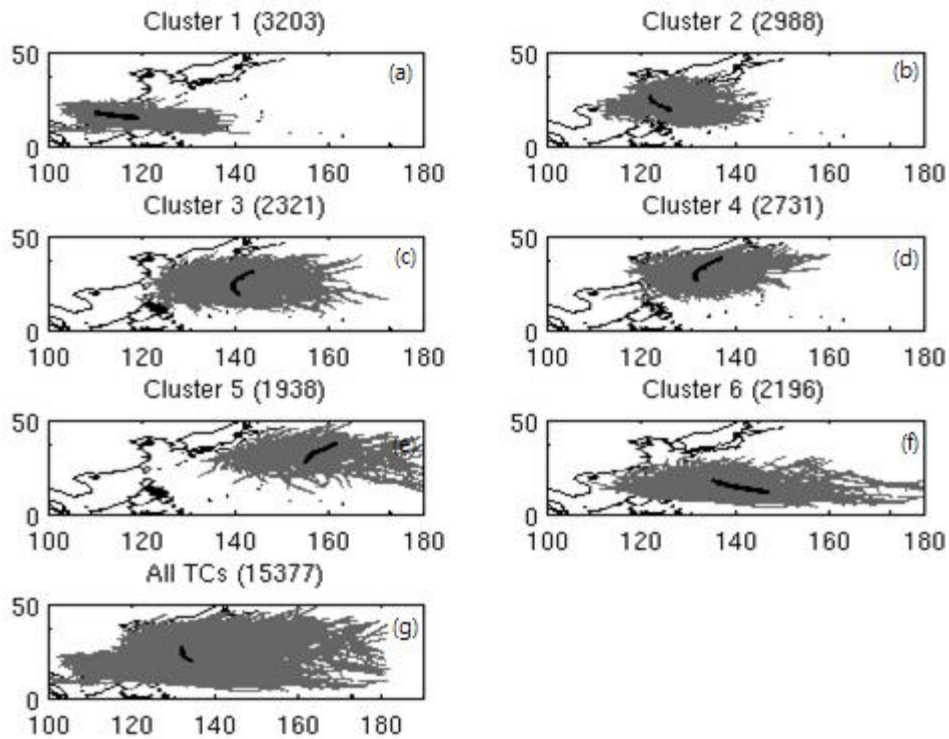 Cluster 1 (3203)
Cluster 2 (2988)
50
(a)
0
100 120 140 160 180
50
(b)
0
100 120 140 160 180
Cluster 3 (2321)
Cluster 4 (2731)
50
(c)
0
100 120 140 160 180
50
(d)
0
100 120 140 160 180
Cluster 5 (1938)
Cluster 6 (2196)
50
(e)
0
100 120 140 160 180
50
(f)
0
100 120 140 160 180
All TCs (15377)
50
(g)
0
100 120 140 160 180